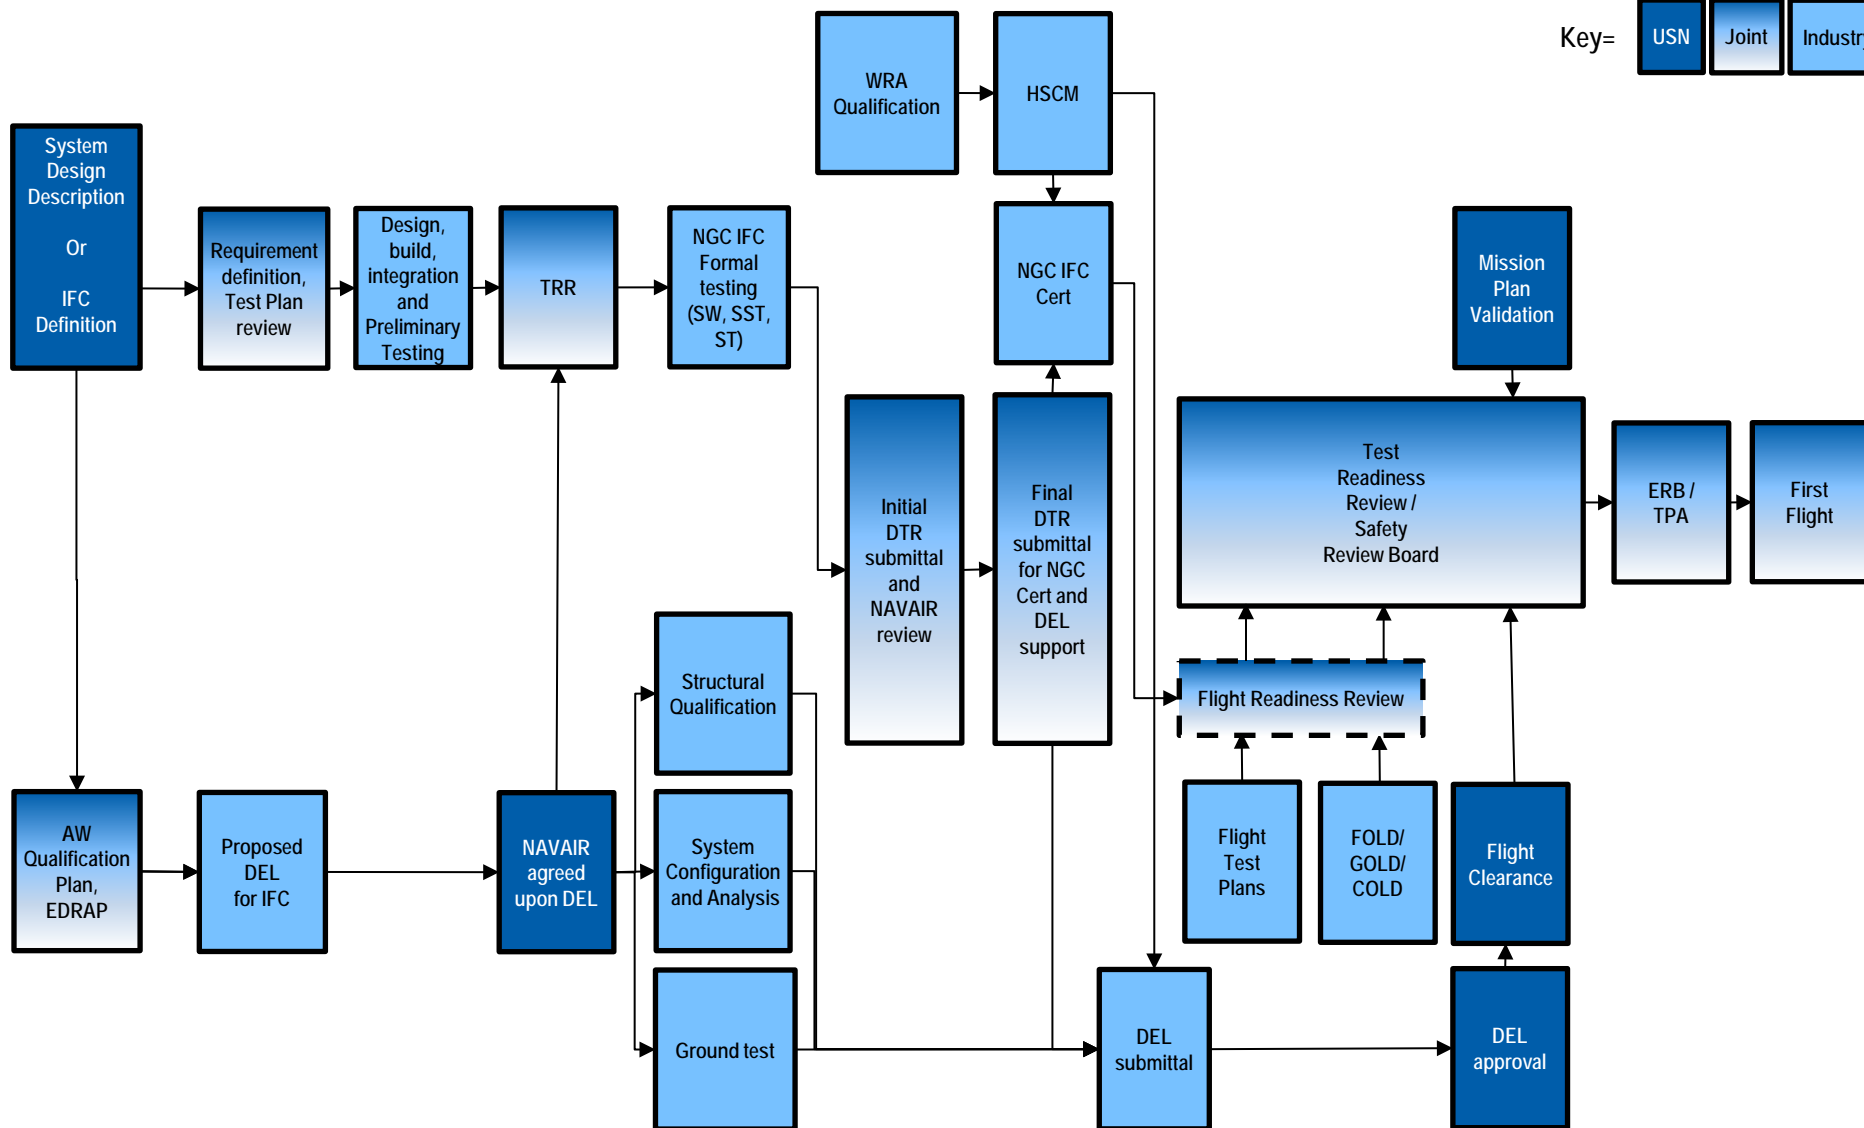 Key=
USN
Joint
Industry
WRA
Qualification
HSCM
System
Design
Description
Or
IFC
Definition
Requirement
definition,
Test Plan
review
Design,
build,
integration
and
Preliminary
Testing
TRR
NGC IFC
Formal
testing
(SW, SST,
ST)
NGC IFC
Cert
Mission
Plan
Validation
Initial
DTR
submittal
and
NAVAIR
review
Final
DTR
submittal
for NGC
Cert and
DEL
support
Test
Readiness
Review /
Safety
Review Board
ERB /
TPA
First
Flight
Structural
Qualification
Flight Readiness Review
AW
Qualification
Plan,
EDRAP
Proposed
DEL
for IFC
NAVAIR
agreed
upon DEL
System
Configuration
and Analysis
Flight
Test
Plans
FOLD/
GOLD/
COLD
Flight
Clearance
Ground test
DEL
submittal
DEL
approval